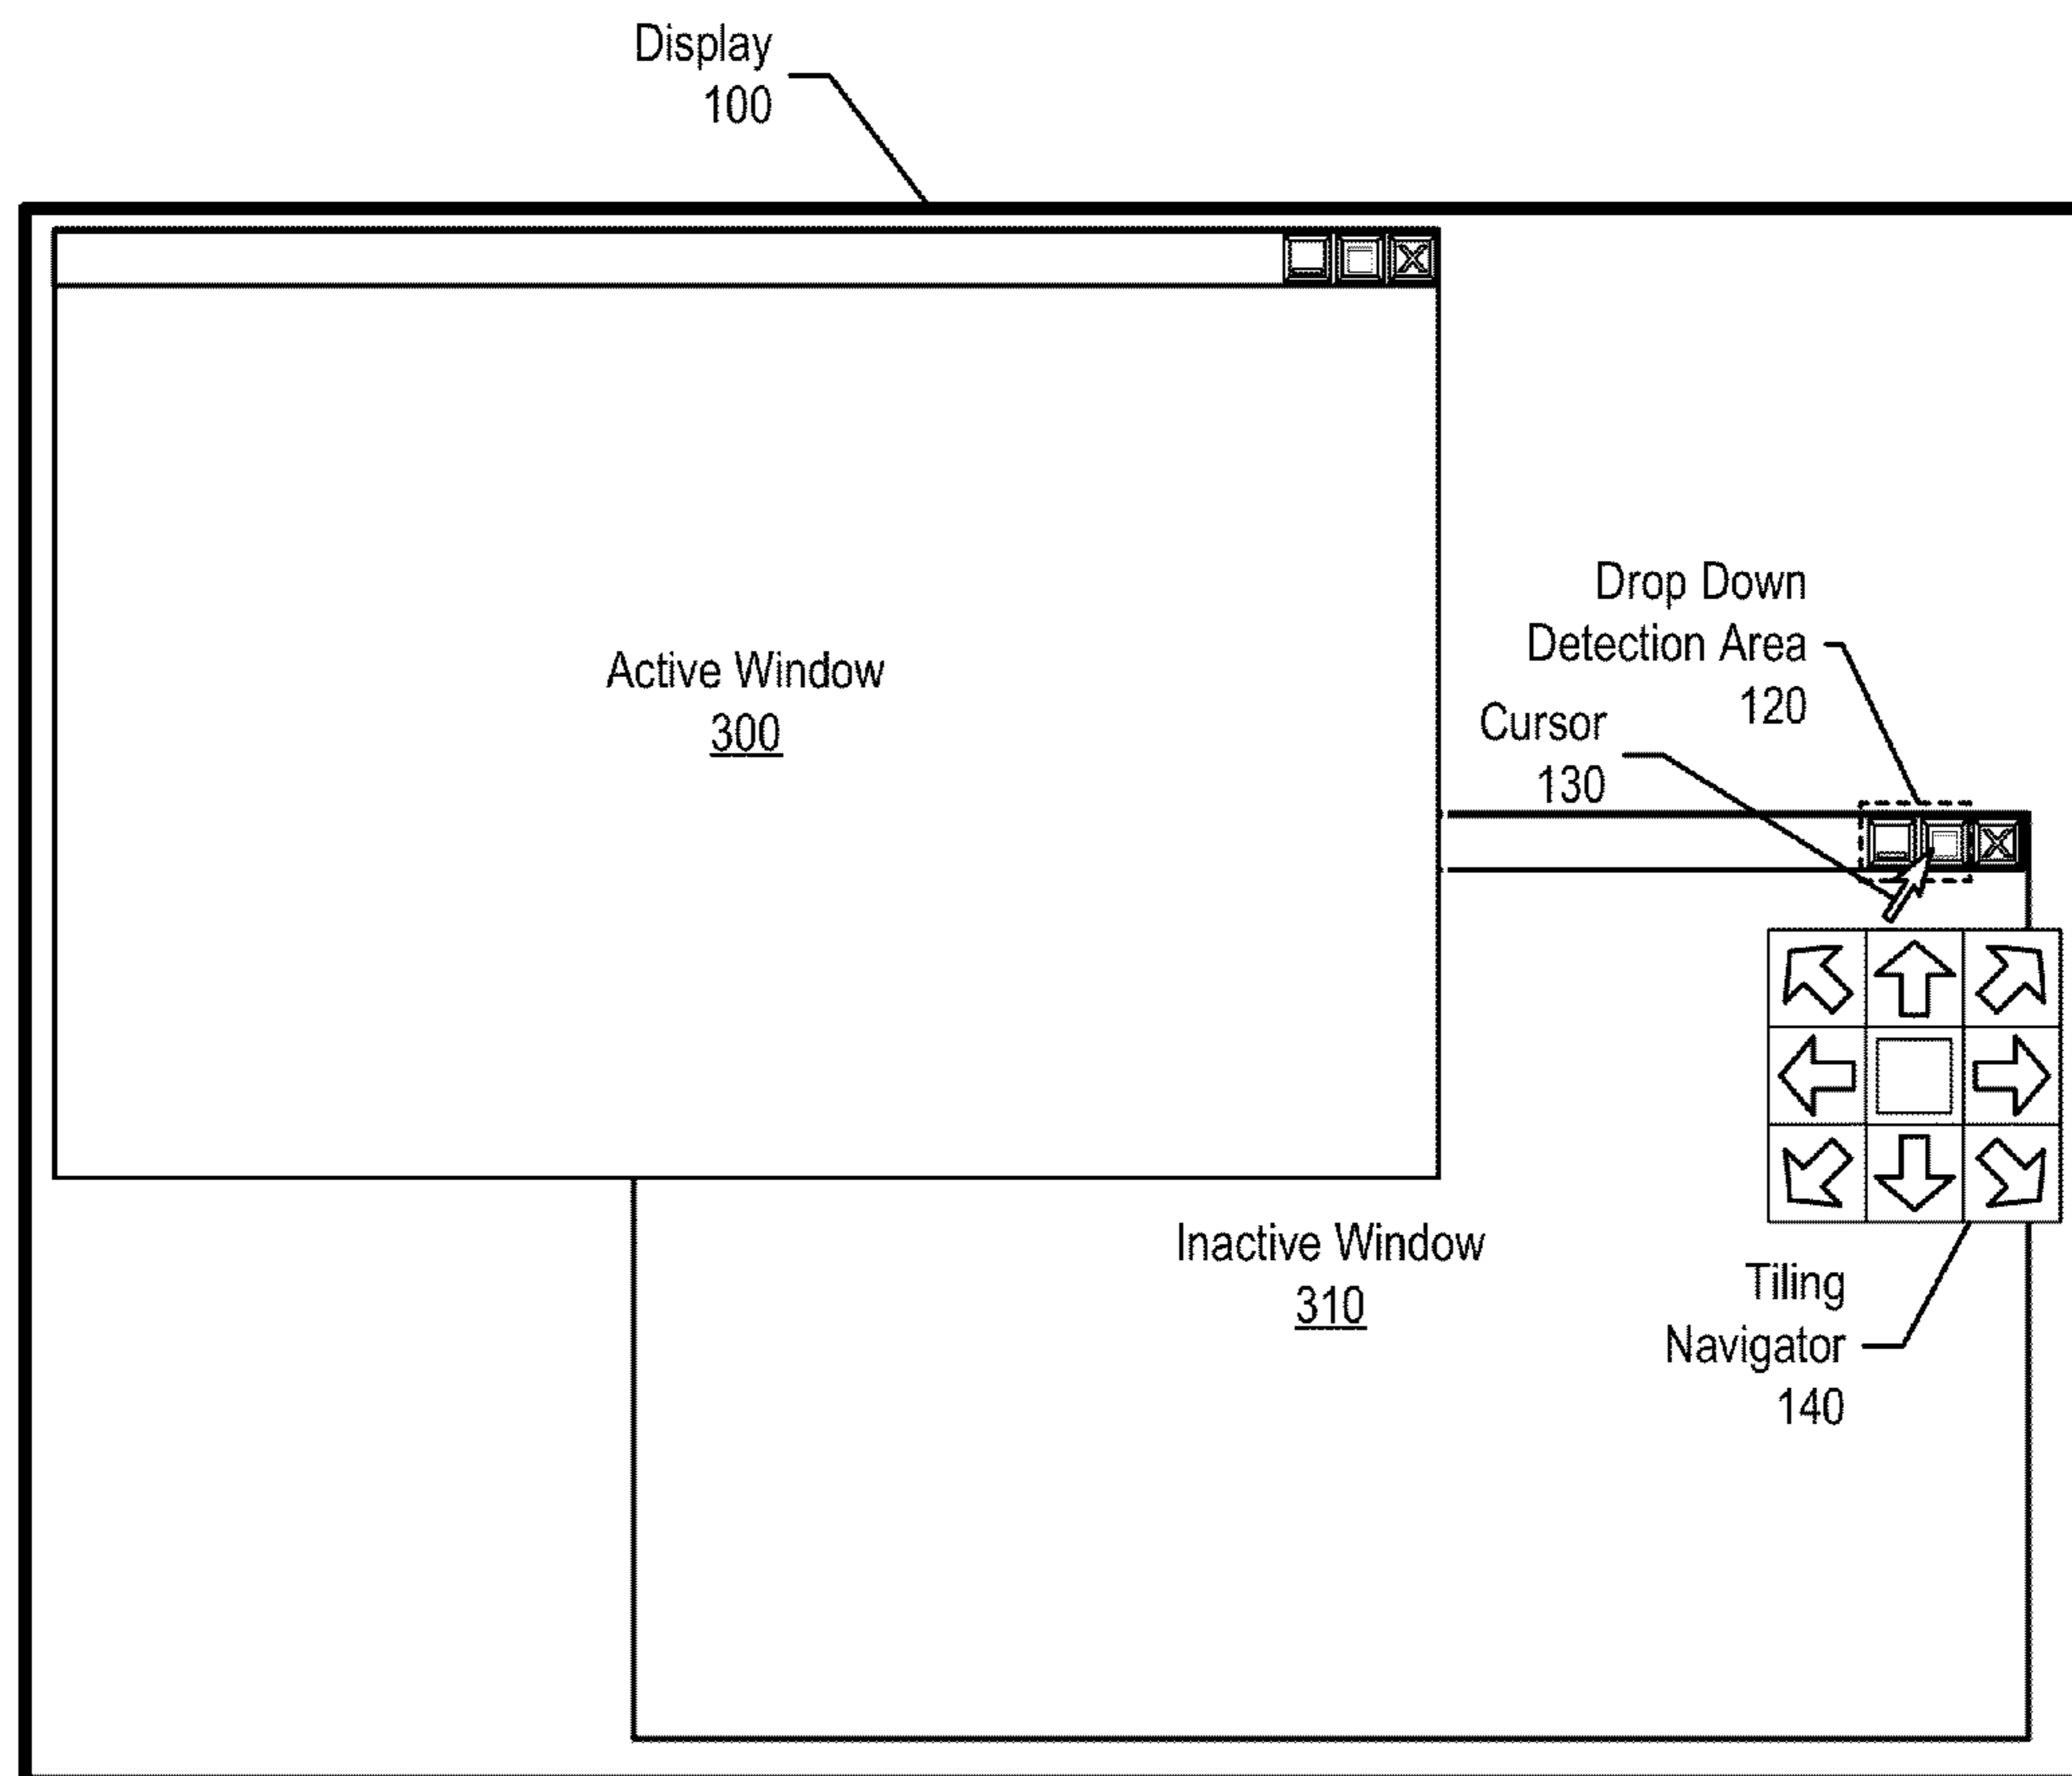 Display
100
Active Window
300
Drop Down
Detection Area
120
Cursor
130
Inactive Window
310
Tiling
Navigator
140